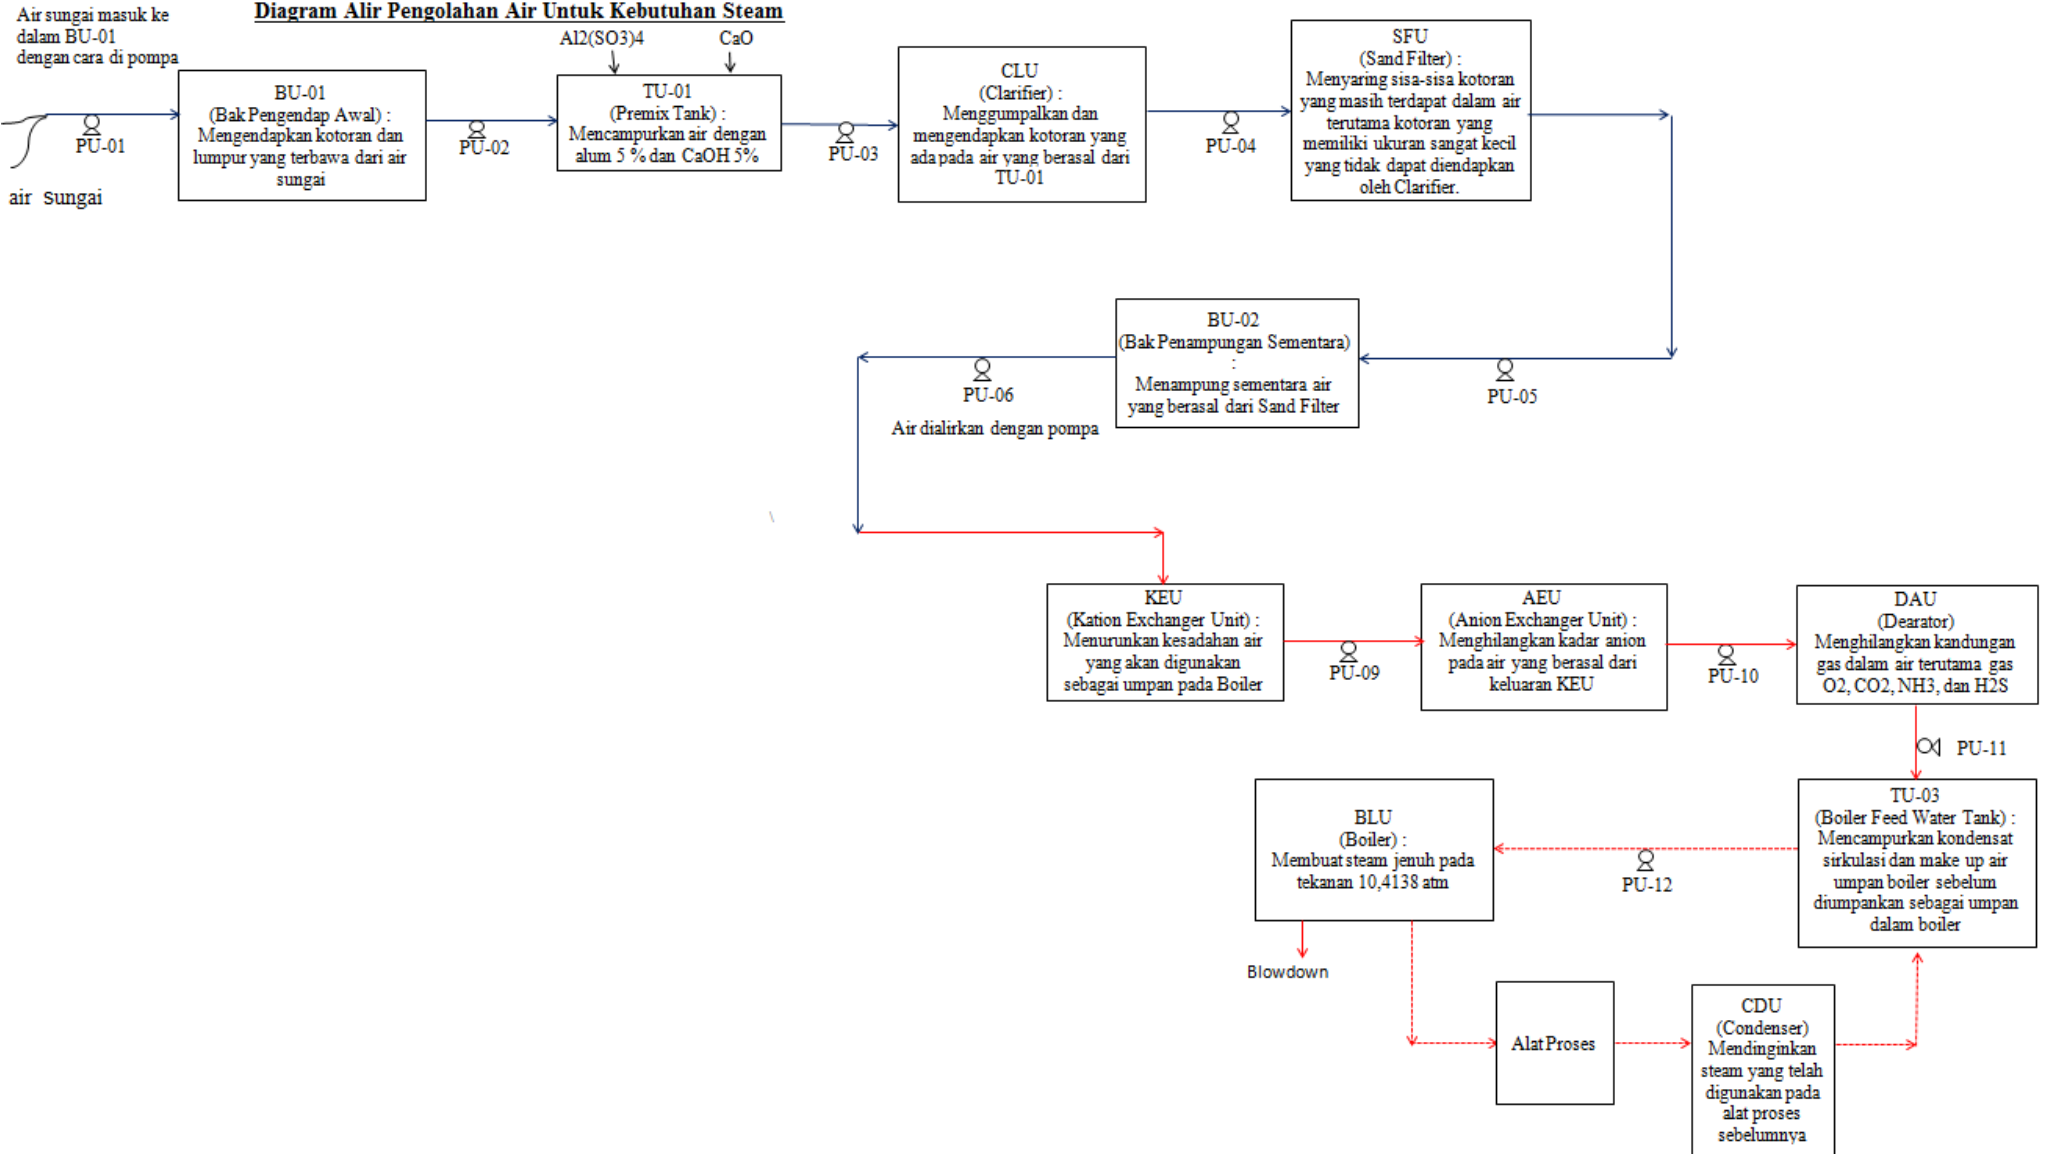 Diagram Alir Pengolahan Air Untuk Kebutuhan Steam
Air sungai masuk ke
dalam BU-01
dengan cara di pompa
air sungai
PU-01
BU-01
(Bak Pengendap Awal) :
Mengendapkan kotoran dan
lumpur yang terbawa dari air
sungai
PU-02
Al2(SO3)4
CaO
TU-01
(Premix Tank) :
Mencampurkan air dengan
alum 5 % dan CaOH 5%
PU-03
CLU
(Clarifier) :
Menggumpalkan dan
mengendapkan kotoran yang
ada pada air yang berasal dari
TU-01
PU-04
SFU
(Sand Filter) :
Menyaring sisa-sisa kotoran
yang masih terdapat dalam air
terutama kotoran yang
memiliki ukuran sangat kecil
yang tidak dapat diendapkan
oleh Clarifier.
PU-05
BU-02
(Bak Penampungan Sementara)
:
Menampung sementara air
yang berasal dari Sand Filter
PU-06
Air dialirkan dengan pompa
\
KEU
(Kation Exchanger Unit) :
Menurunkan kesadahan air
yang akan digunakan
sebagai umpan pada Boiler
PU-09
AEU
(Anion Exchanger Unit) :
Menghilangkan kadar anion
pada air yang berasal dari
keluaran KEU
PU-10
DAU
(Dearator)
Menghilangkan kandungan
gas dalam air terutama gas
O2, CO2, NH3, dan H2S
PU-11
TU-03
(Boiler Feed Water Tank) :
Mencampurkan kondensat
sirkulasi dan make up air
umpan boiler sebelum
diumpankan sebagai umpan
dalam boiler
PU-12
BLU
(Boiler) :
Membuat steam jenuh pada
tekanan 10,4138 atm
Blowdown
Alat Proses
CDU
(Condenser)
Mendinginkan
steam yang telah
digunakan pada
alat proses
sebelumnya